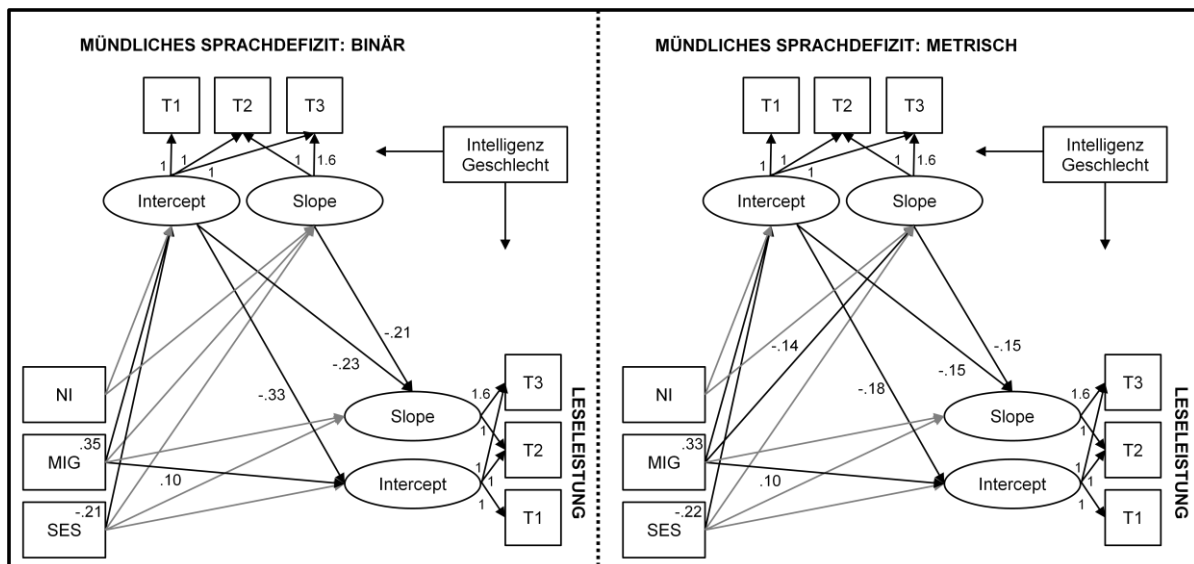 MÜNDLICHES SPRACHDEFIZIT: BINÄR
T1
T2
T3
1
1
1
1
1.6
Intelligenz
Geschlecht
Intercept
Slope
-.21
-.23
-.33
NI
.35
MIG
-.21
SES
.10
Slope
Intercept
1.6
1
1
1
1
T3
T2
T1
LESELEISTUNG
MÜNDLICHES SPRACHDEFIZIT: METRISCH
T1
T2
T3
1
1
1
1
1.6
Intelligenz
Geschlecht
Intercept
Slope
-.14
-.15
-.15
-.18
NI
.33
MIG
-.22
SES
.10
Slope
Intercept
1.6
1
1
1
1
T3
T2
T1
LESELEISTUNG